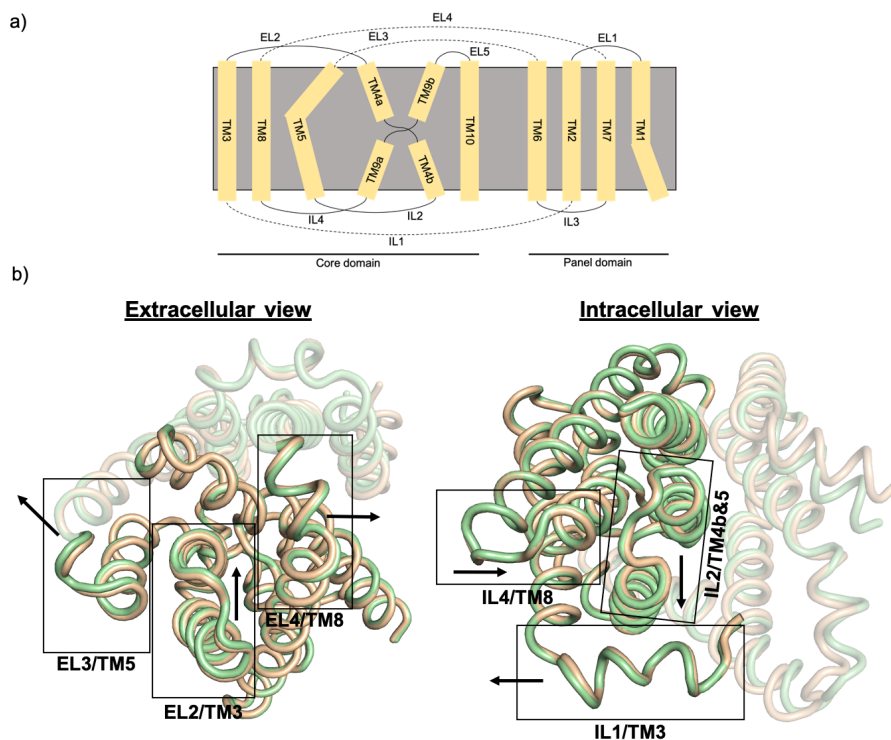 a)
EL4
EL2
EL3
EL5
EL1
TM3
TM8
TM5
TM4a
TM9a
TM9b
TM4b
TM10
TM6
TM2
TM7
TM1
IL4
IL2
IL3
IL1
Core domain
Panel domain
b)
Extracellular view
Intracellular view
EL3/TM5
EL2/TM3
EL4/TM8
IL4/TM8
IL2/TM4b&5
IL1/TM3